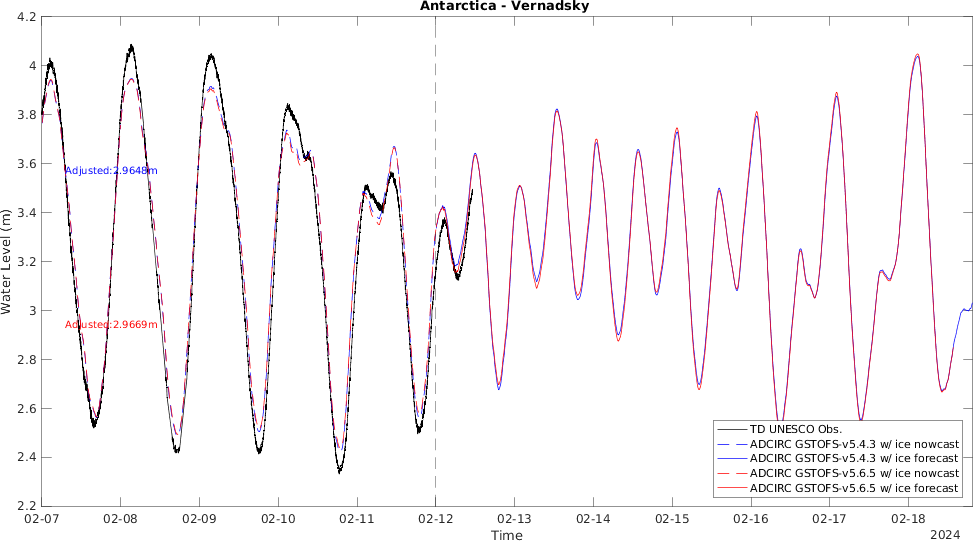 Antarctica - Vernadsky
4.2
4
3.8
3.6
3.4
3.2
3
2.8
2.6
2.4
2.2
Water Level (m)
Adjusted:2.9648m
Adjusted:2.9669m
TD UNESCO Obs.
ADCIRC GSTOFS-v5.4.3 w/ ice nowcast
ADCIRC GSTOFS-v5.4.3 w/ ice forecast
ADCIRC GSTOFS-v5.6.5 w/ ice nowcast
ADCIRC GSTOFS-v5.6.5 w/ ice forecast
02-07 02-08 02-09 02-10 02-11 02-12 02-13 02-14 02-15 02-16 02-17 02-18
Time
2024